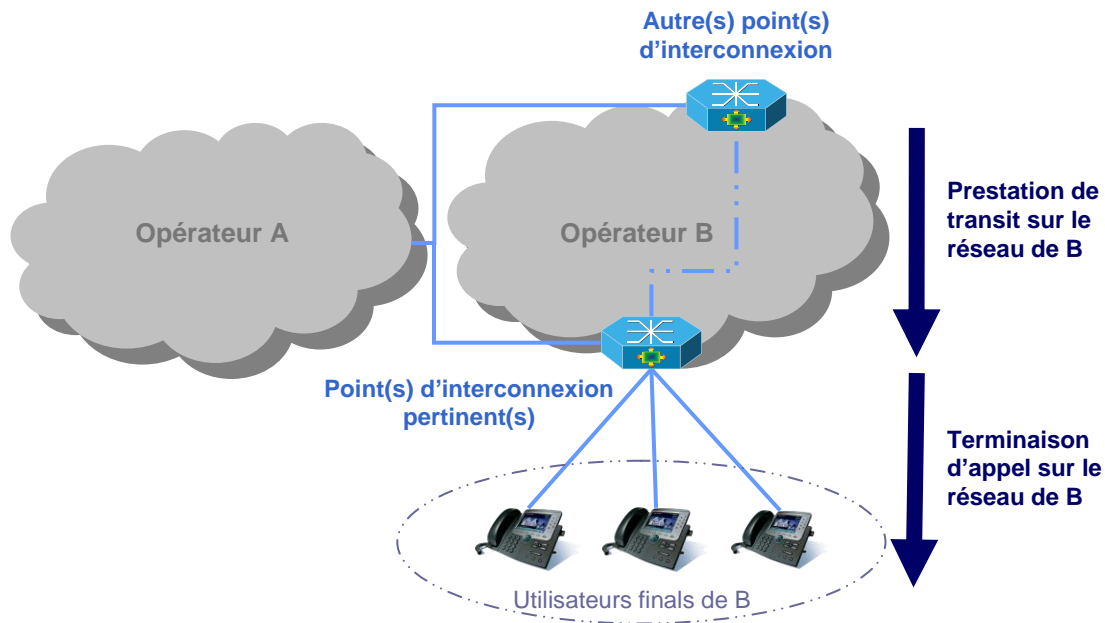 Autre(s) point(s)
d’interconnexion
Opérateur A
Opérateur B
Prestation de
transit sur le
réseau de B
Point(s) d’interconnexion
pertinent(s)
Terminaison
d’appel sur le
réseau de B
Utilisateurs finals de B